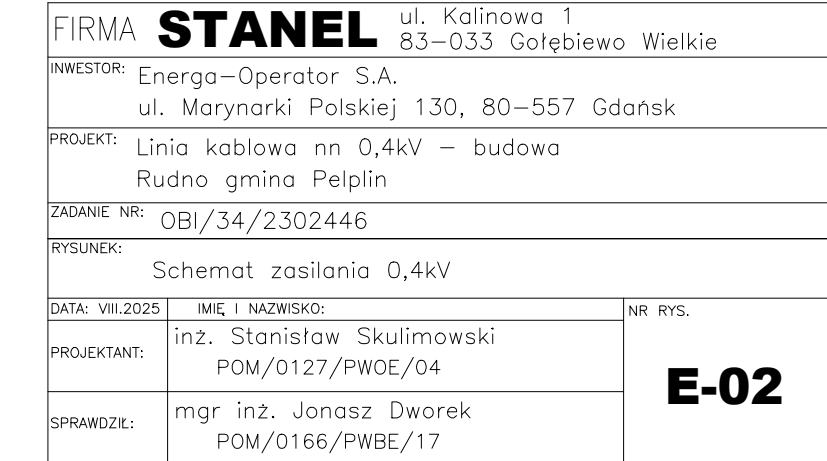 FIRMA STANEL ul. Kalinowa 1
83-033 Gołębiewo Wielkie
INWESTOR: Energa-Operator S.A.
ul. Marynarki Polskiej 130, 80-557 Gdańsk
PROJEKT: Linia kablowa nn 0,4kV - budowa
Rudno gmina Pelplin
ZADANIE NR: OBI/34/2302446
RYSUNEK:
Schemat zasilania 0,4kV
DATA: VIII.2025 IMIĘ I NAZWISKO: NR RYS.
PROJEKTANT: inż. Stanisław Skulimowski
POM/0127/PWOE/04
E-02
SPRAWDZIŁ: mgr inż. Jonasz Dworek
POM/0166/PWBE/17